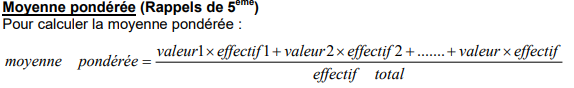 Moyenne pondérée (Rappels de 5ème)
Pour calculer la moyenne pondérée :
moyenne pondérée = (valeur1 × effectif1 + valeur2 × effectif2 + ....... + valeur × effectif) / effectif total